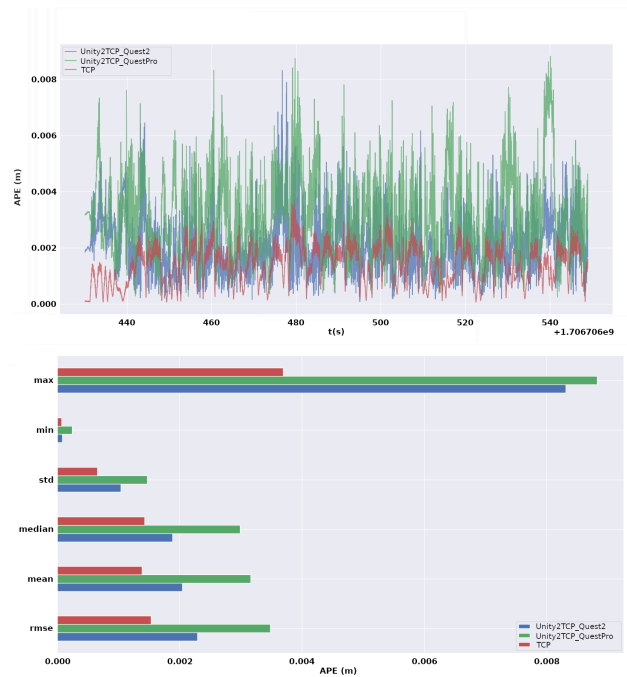 Unity2TCP_Quest2
Unity2TCP_QuestPro
TCP
0.008
0.006
0.004
0.002
0.000
APE (m)
440 460 480 500 520 540
t(s)
+1.706706e9
max
min
std
median
mean
rmse
Unity2TCP_Quest2
Unity2TCP_QuestPro
TCP
0.000 0.002 0.004 0.006 0.008
APE (m)